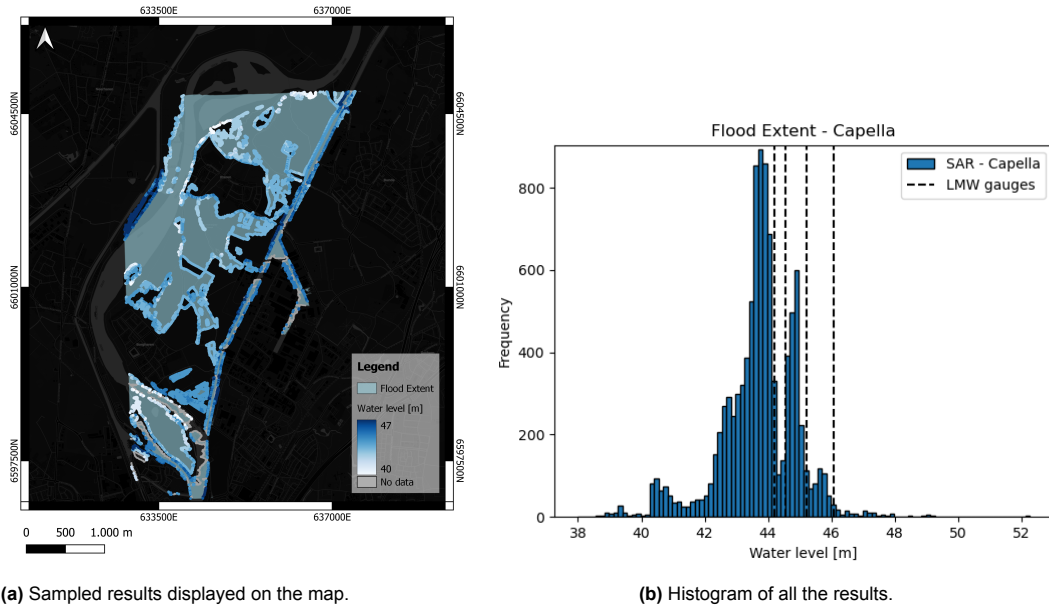 633500E
637000E
6604500N
6604500N
6601000N
6601000N
6597500N
6597500N
Legend
Flood Extent
Water level [m]
47
40
No data
633500E
637000E
0 500 1.000 m
Flood Extent - Capella
SAR - Capella
LMW gauges
Frequency
800
600
400
200
0
38 40 42 44 46 48 50 52
Water level [m]
(a) Sampled results displayed on the map.
(b) Histogram of all the results.